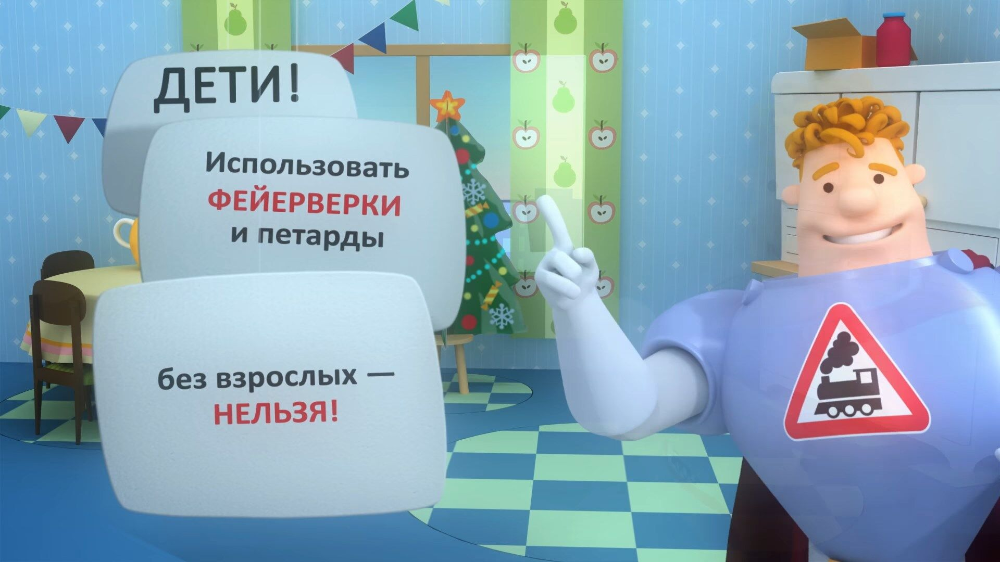 ДЕТИ!
Использовать
ФЕЙЕРВЕРКИ
и петарды
без взрослых —
НЕЛЬЗЯ!